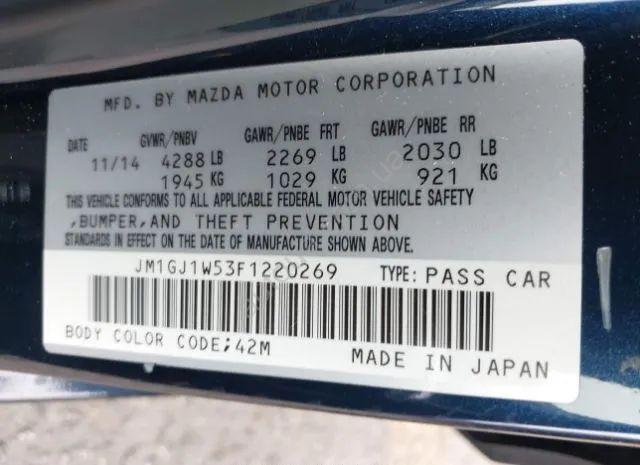 MFD. BY MAZDA MOTOR CORPORATION
DATE GVWR/PNBV GAWR/PNBE FRT GAWR/PNBE RR
11/14 4288 LB 2269 LB 2030 LB
1945 KG 1029 KG 921 KG
THIS VEHICLE CONFORMS TO ALL APPLICABLE FEDERAL MOTOR VEHICLE SAFETY
,BUMPER,AND THEFT PREVENTION
STANDARDS IN EFFECT ON THE DATE OF MANUFACTURE SHOWN ABOVE.
JM1GJ1W53F1220269 TYPE: PASS CAR
BODY COLOR CODE;42M
MADE IN JAPAN